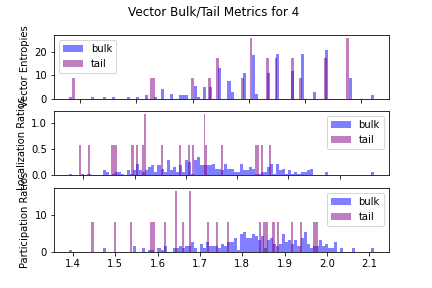 Vector Bulk/Tail Metrics for 4
Vector Entropies
20
10
0
bulk
tail
Localization Ratios
1.0
0.5
0.0
bulk
tail
Participation Ratios
10
0
bulk
tail
1.4 1.5 1.6 1.7 1.8 1.9 2.0 2.1